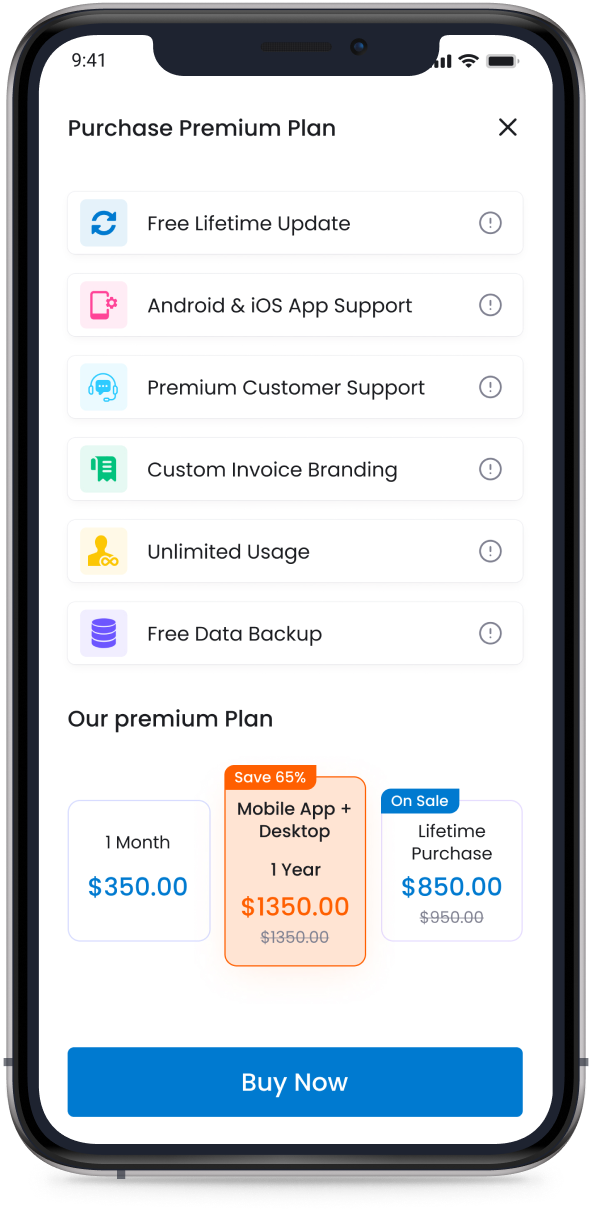 9:41
Purchase Premium Plan
Free Lifetime Update
Android & iOS App Support
Premium Customer Support
Custom Invoice Branding
Unlimited Usage
Free Data Backup
Our premium Plan
1 Month
$350.00
Save 65%
Mobile App +
Desktop
1 Year
$1350.00
$1350.00
On Sale
Lifetime
Purchase
$850.00
$950.00
Buy Now